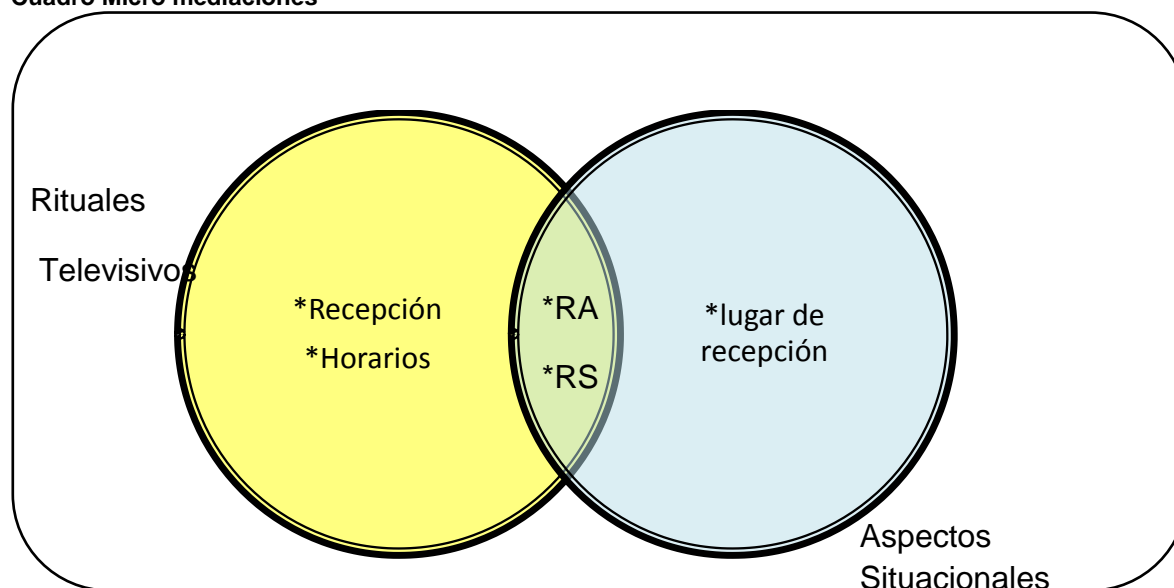 Cuadro Micro mediaciones
Rituales
Televisivos
*Recepción
*Horarios
*RA
*RS
*lugar de
recepción
Aspectos
Situacionales